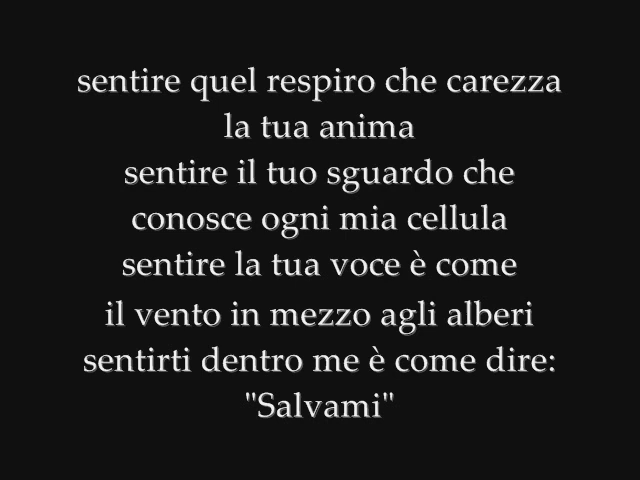 sentire quel respiro che carezza
la tua anima
sentire il tuo sguardo che
conosce ogni mia cellula
sentire la tua voce è come
il vento in mezzo agli alberi
sentirti dentro me è come dire:
"Salvami"